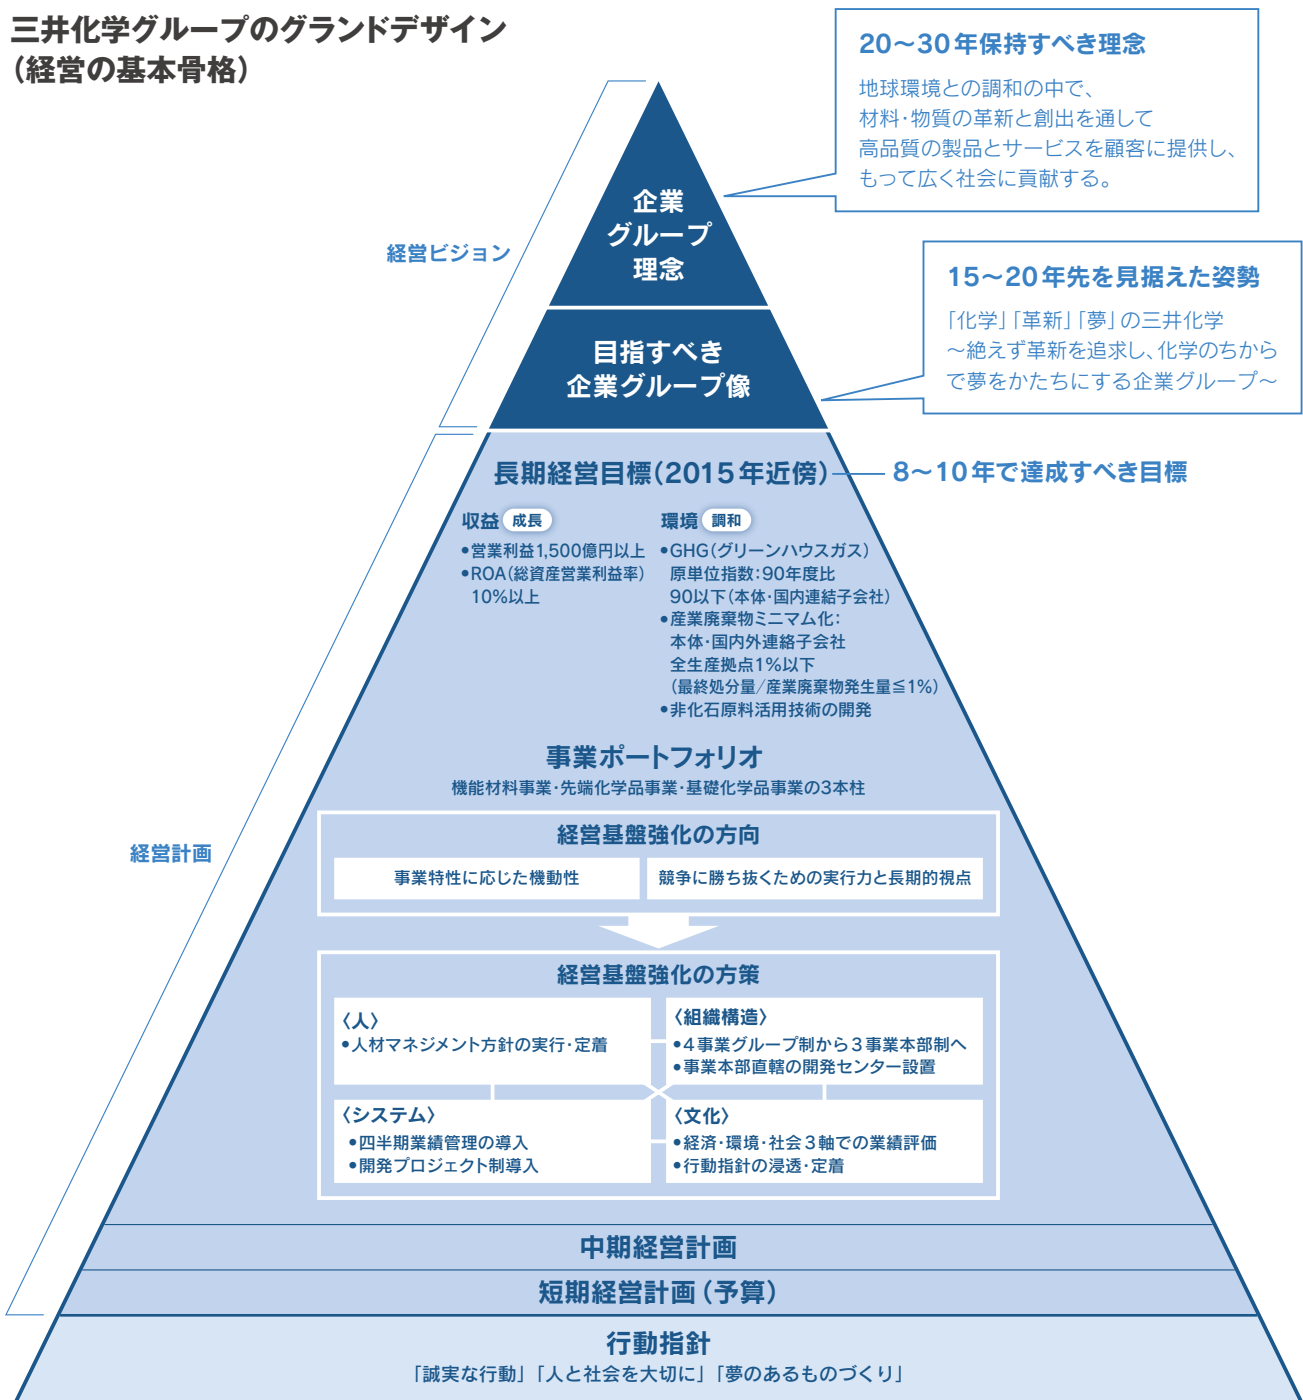 三井化学グループのグランドデザイン
（経営の基本骨格）
20～30年保持すべき理念
地球環境との調和の中で、
材料・物質の革新と創出を通して
高品質の製品とサービスを顧客に提供し、
もって広く社会に貢献する。
企業
グループ
理念
経営ビジョン
15～20年先を見据えた姿勢
「化学」「革新」「夢」の三井化学
～絶えず革新を追求し、化学のちから
で夢をかたちにする企業グループ～
目指すべき
企業グループ像
長期経営目標（2015年近傍）
8～10年で達成すべき目標
収益 成長
●営業利益1,500億円以上
●ROA（総資産営業利益率）
10%以上
環境 調和
●GHG（グリーンハウスガス）
原単位指数：90年度比
90以下（本体・国内連結子会社）
●産業廃棄物ミニマム化：
本体・国内外連絡子会社
全生産拠点1%以下
（最終処分量／産業廃棄物発生量≦1%）
●非化石原料活用技術の開発
事業ポートフォリオ
機能材料事業・先端化学品事業・基礎化学品事業の3本柱
経営計画
経営基盤強化の方向
事業特性に応じた機動性
競争に勝ち抜くための実行力と長期的視点
経営基盤強化の方策
〈人〉
●人材マネジメント方針の実行・定着
〈組織構造〉
●4事業グループ制から3事業本部制へ
●事業本部直轄の開発センター設置
〈システム〉
●四半期業績管理の導入
●開発プロジェクト制導入
〈文化〉
●経済・環境・社会3軸での業績評価
●行動指針の浸透・定着
中期経営計画
短期経営計画（予算）
行動指針
「誠実な行動」「人と社会を大切に」「夢のあるものづくり」